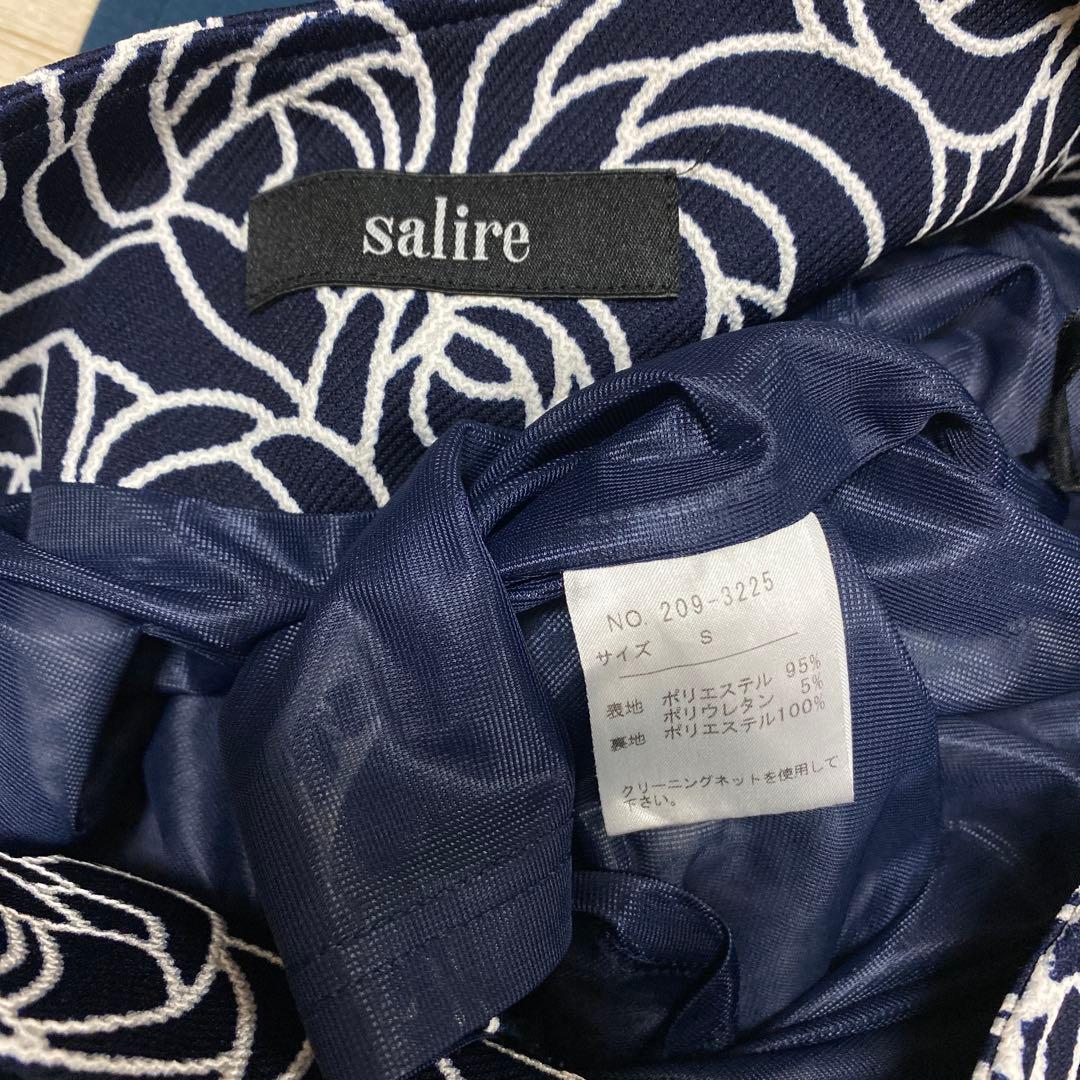 salire
NO. 209-3225
サイズ S
表地 ポリエステル 95%
ポリウレタン 5%
裏地 ポリエステル100%
クリーニングネットを使用して
下さい。